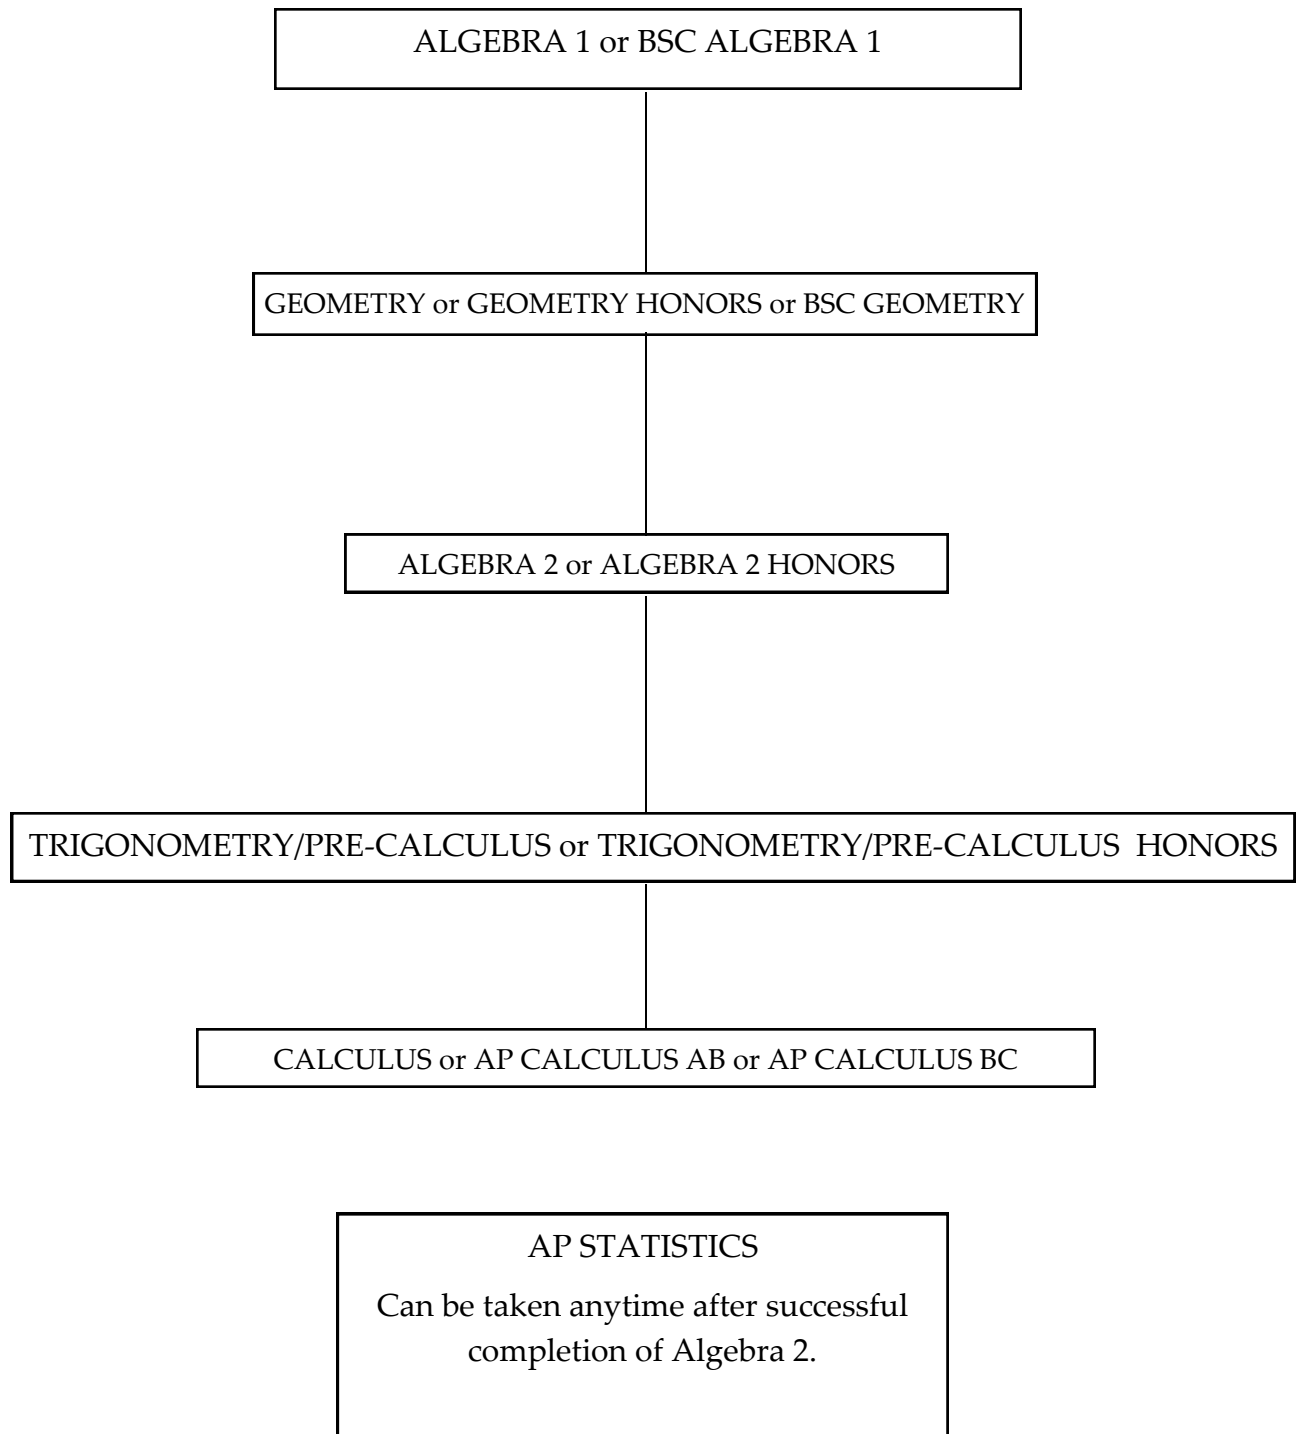 ALGEBRA 1 or BSC ALGEBRA 1
GEOMETRY or GEOMETRY HONORS or BSC GEOMETRY
ALGEBRA 2 or ALGEBRA 2 HONORS
TRIGONOMETRY/PRE-CALCULUS or TRIGONOMETRY/PRE-CALCULUS HONORS
CALCULUS or AP CALCULUS AB or AP CALCULUS BC
AP STATISTICS
Can be taken anytime after successful
completion of Algebra 2.